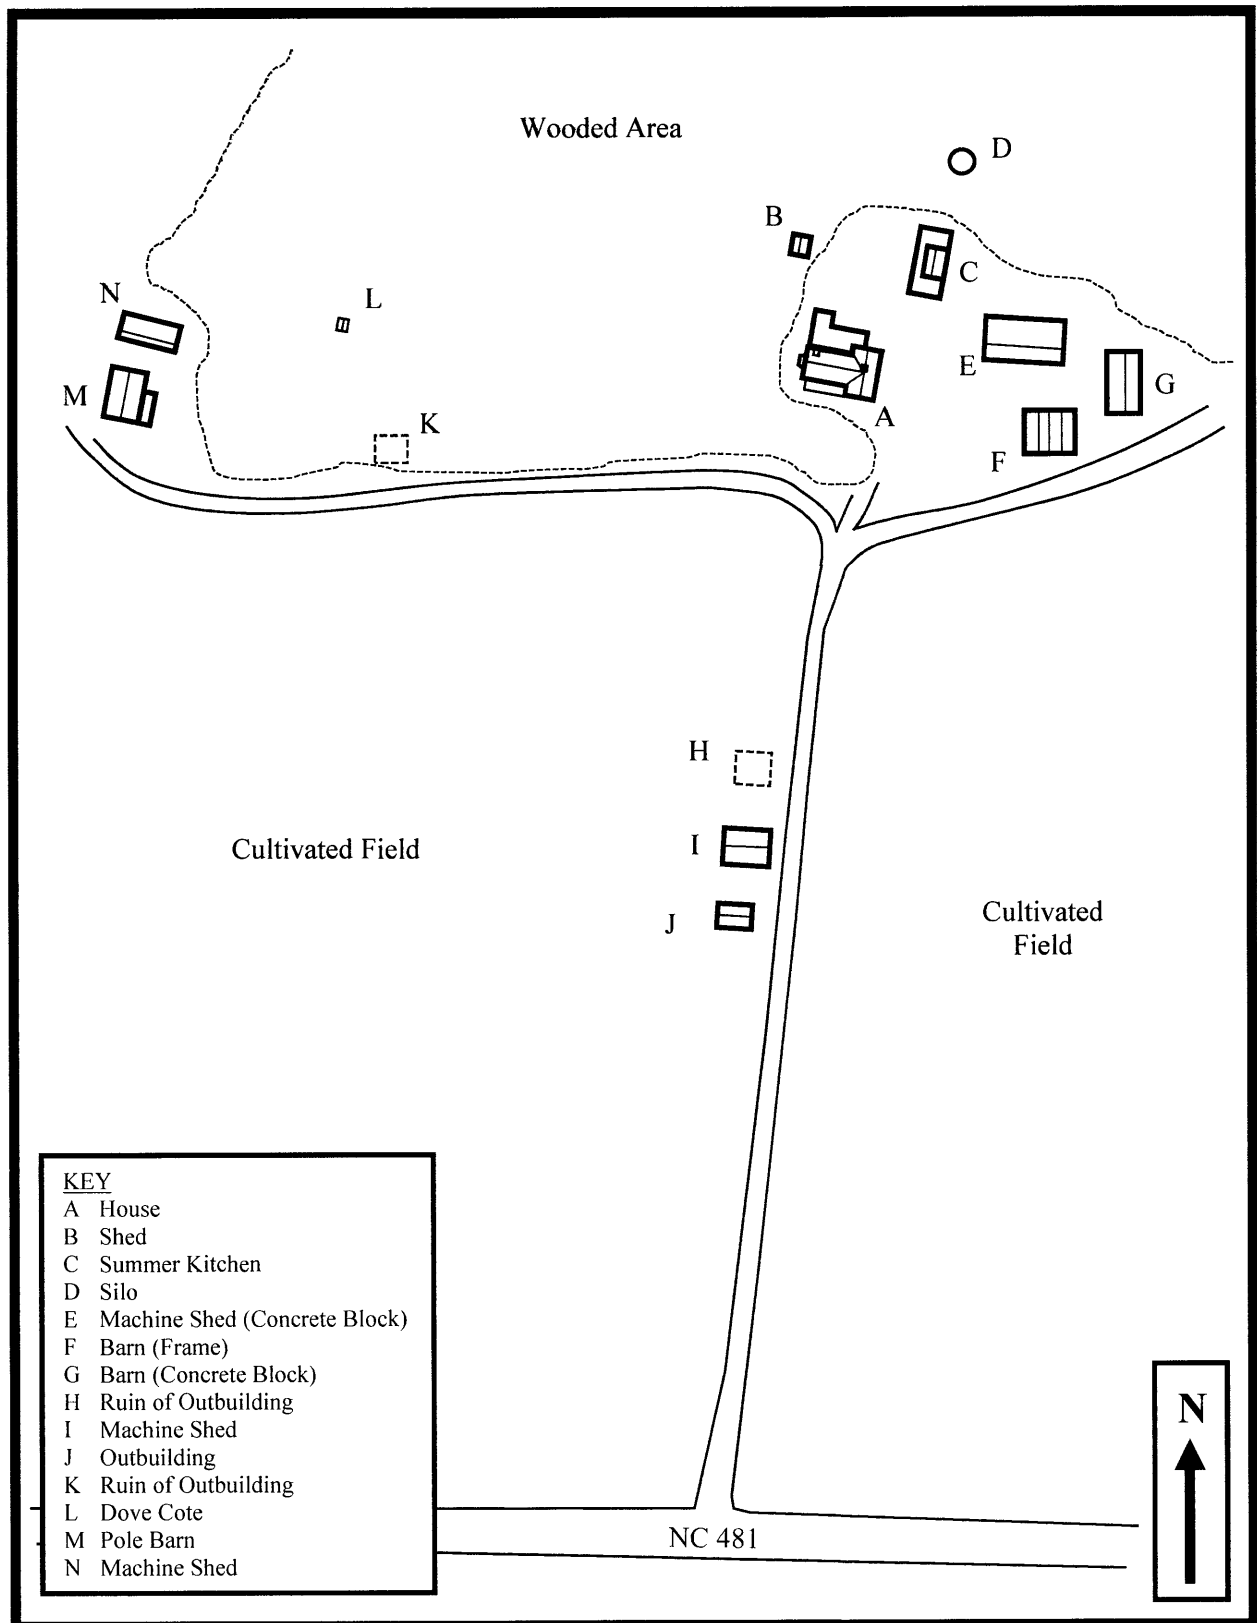 Wooded Area
D
B
C
N
L
E
G
M
A
K
F
H
I
Cultivated Field
J
Cultivated
Field
KEY
A House
B Shed
C Summer Kitchen
D Silo
E Machine Shed (Concrete Block)
F Barn (Frame)
G Barn (Concrete Block)
H Ruin of Outbuilding
I Machine Shed
J Outbuilding
K Ruin of Outbuilding
L Dove Cote
M Pole Barn
N Machine Shed
N
NC 481